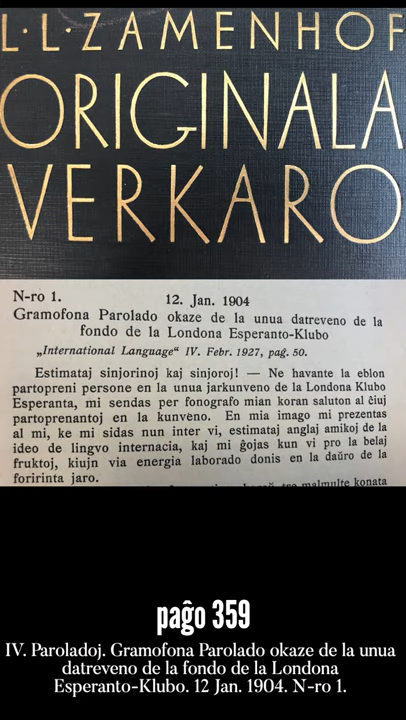 L·L·ZAMENHOF
ORIGINALA
VERKARO
N-ro 1.
12. Jan. 1904
Gramofona Parolado okaze de la unua datreveno de la
fondo de la Londona Esperanto-Klubo
„International Language“ IV. Febr. 1927, paĝ. 50.
Estimataj sinjorinoj kaj sinjoroj! — Ne havante la eblon
partopreni persone en la unua jarkunveno de la Londona Klubo
Esperanta, mi sendas per fonografo mian koran saluton al ĉiuj
partoprenantoj en la kunveno. En mia imago mi prezentas
al mi, ke mi sidas nun inter vi, estimataj anglaj amikoj de la
ideo de lingvo internacia, kaj mi ĝojas kun vi pro la belaj
fruktoj, kiujn via energia laborado donis en la daŭro de la
foririnta jaro.
tro malmulte konata
paĝo 359
IV. Paroladoj. Gramofona Parolado okaze de la unua
datreveno de la fondo de la Londona
Esperanto-Klubo. 12 Jan. 1904. N-ro 1.